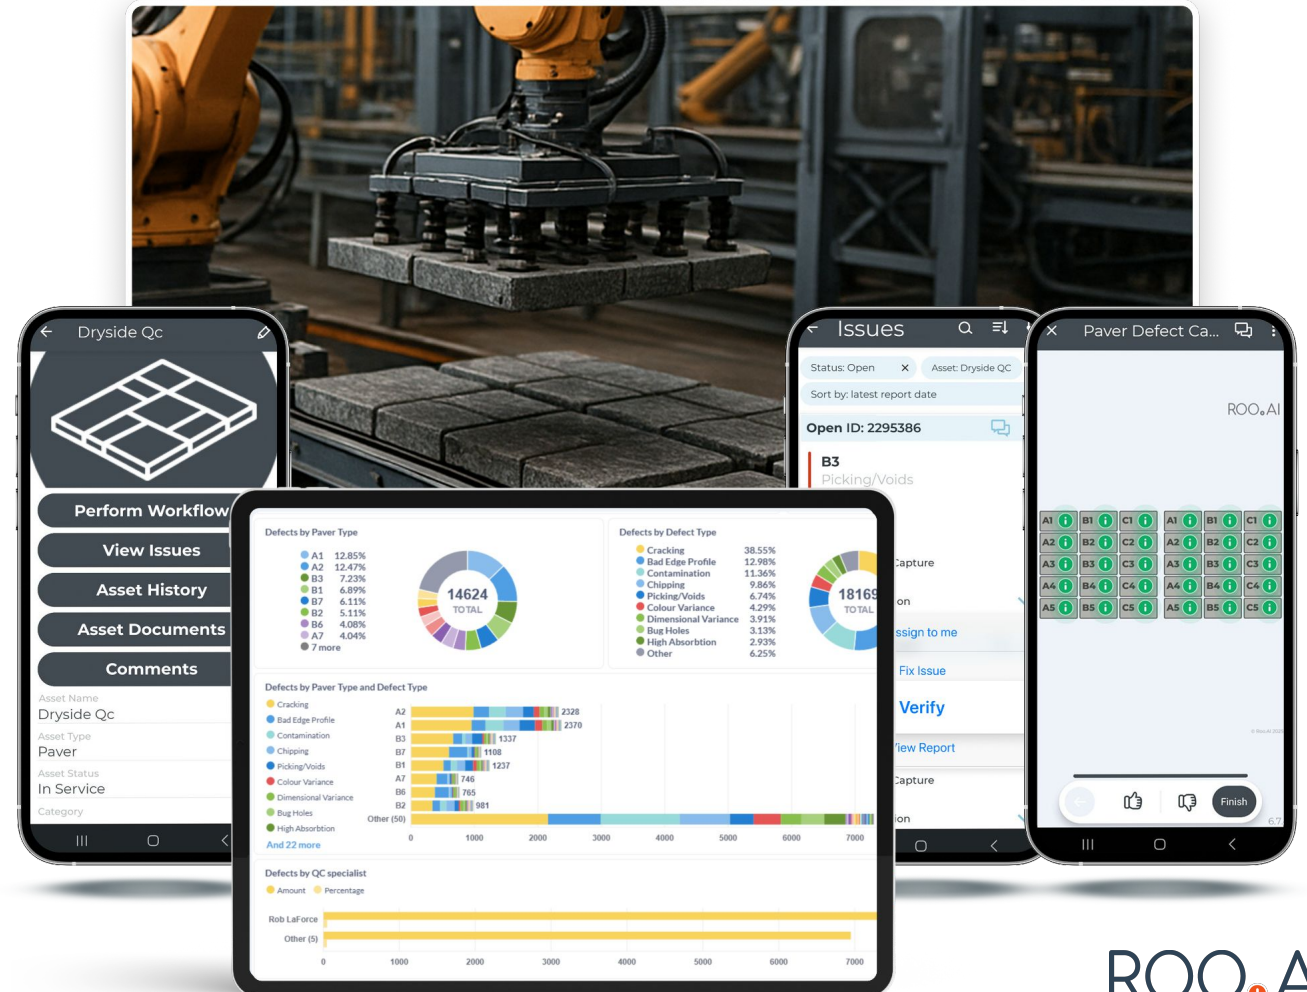 Dryside Qc
Perform Workflow
View Issues
Asset History
Asset Documents
Comments
Asset Name
Dryside Qc
Asset Type
Paver
Asset Status
In Service
Category
Issues
Status: Open X
Asset: Dryside QC
Sort by: latest report date
Open ID: 2295386
B3
Picking/Voids
Capture
on
ssign to me
Fix Issue
Verify
View Report
Capture
ion
Paver Defect Ca...
ROO.AI
A1 B1 C1 A1 B1 C1
A2 B2 C2 A2 B2 C2
A3 B3 C3 A3 B3 C3
A4 B4 C4 A4 B4 C4
A5 B5 C5 A5 B5 C5
Finish
6.7
Defects by Paver Type
A1 12.85%
A2 12.47%
B3 7.23%
B1 6.89%
B7 6.11%
B2 5.11%
B6 4.08%
A7 4.04%
7 more
14624
TOTAL
Defects by Defect Type
Cracking 38.55%
Bad Edge Profile 12.98%
Contamination 11.36%
Chipping 9.86%
Picking/Voids 6.74%
Colour Variance 4.29%
Dimensional Variance 3.91%
Bug Holes 3.13%
High Absorbtion 2.93%
Other 6.25%
18169
TOTAL
Defects by Paver Type and Defect Type
Cracking
Bad Edge Profile
Contamination
Chipping
Picking/Voids
Colour Variance
Dimensional Variance
Bug Holes
High Absorbtion
And 22 more
A2 2328
A1 2370
B3 1337
B7 1108
B1 1237
A7 746
B6 765
B2 981
Other (50)
0 1000 2000 3000 4000 5000 6000 7000
Defects by QC specialist
Amount Percentage
Rob LaForce
Other (5)
0 1000 2000 3000 4000 5000 6000 7000
ROO.A